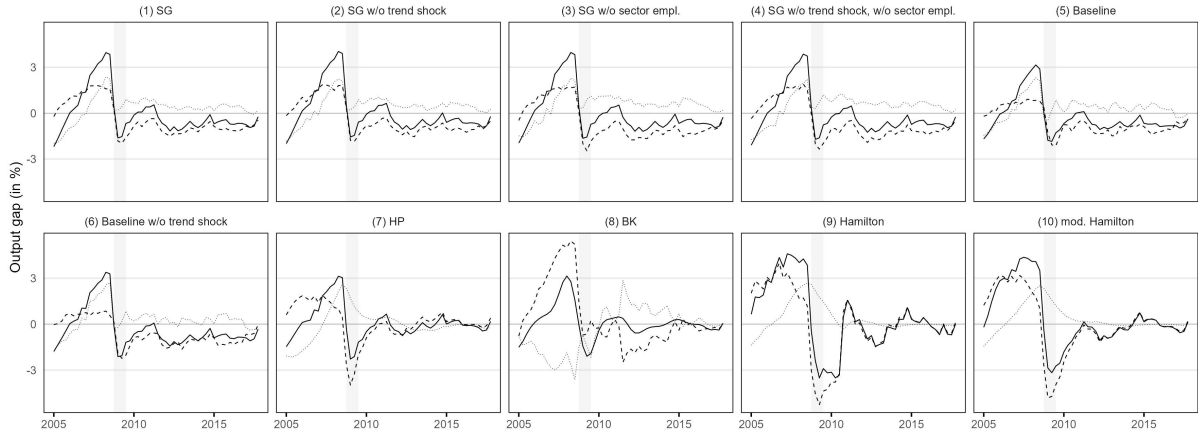 (1) SG
(2) SG w/o trend shock
(3) SG w/o sector empl.
(4) SG w/o trend shock, w/o sector empl.
(5) Baseline
3
0
-3
Output gap (in %)
(6) Baseline w/o trend shock
(7) HP
(8) BK
(9) Hamilton
(10) mod. Hamilton
3
0
-3
2005 2010 2015
2005 2010 2015
2005 2010 2015
2005 2010 2015
2005 2010 2015